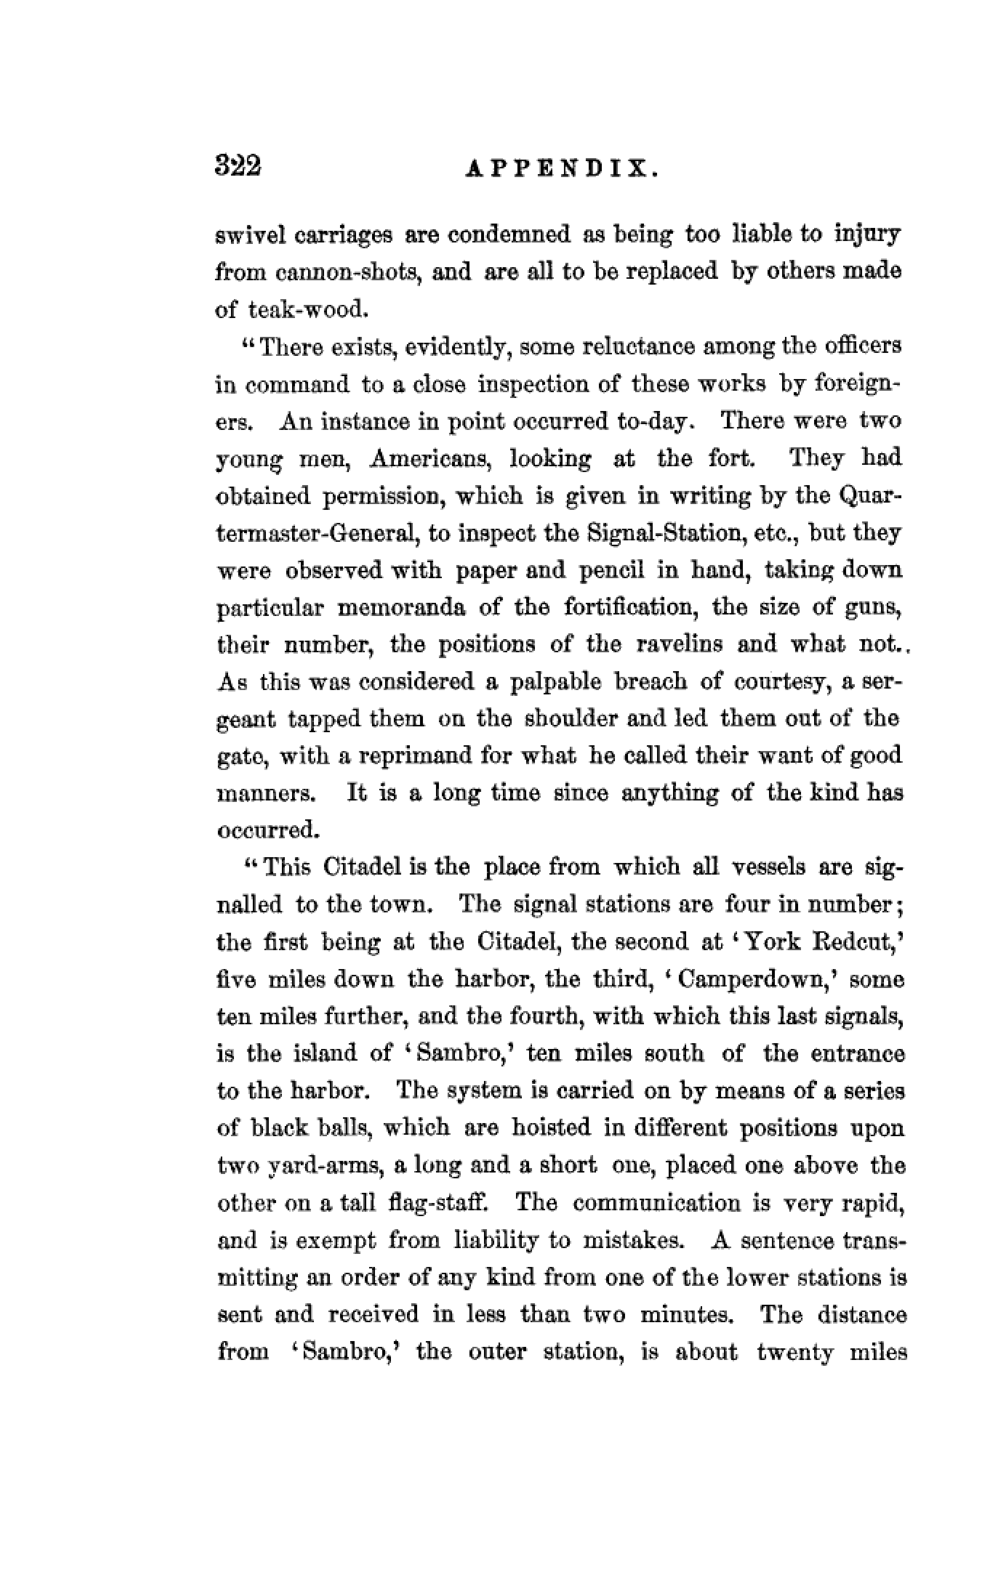 322 APPENDIX.
swivel carriages are condemned as being too liable to injury
from cannon-shots, and are all to be replaced by others made
of teak-wood.
“There exists, evidently, some reluctance among the officers
in command to a close inspection of these works by foreign-
ers. An instance in point occurred to-day. There were two
young men, Americans, looking at the fort. They had
obtained permission, which is given in writing by the Quar-
termaster-General, to inspect the Signal-Station, etc., but they
were observed with paper and pencil in hand, taking down
particular memoranda of the fortification, the size of guns,
their number, the positions of the ravelins and what not..
As this was considered a palpable breach of courtesy, a ser-
geant tapped them on the shoulder and led them out of the
gate, with a reprimand for what he called their want of good
manners. It is a long time since anything of the kind has
occurred.
“This Citadel is the place from which all vessels are sig-
nalled to the town. The signal stations are four in number;
the first being at the Citadel, the second at ‘York Redcut,’
five miles down the harbor, the third, ‘Camperdown,’ some
ten miles further, and the fourth, with which this last signals,
is the island of ‘Sambro,’ ten miles south of the entrance
to the harbor. The system is carried on by means of a series
of black balls, which are hoisted in different positions upon
two yard-arms, a long and a short one, placed one above the
other on a tall flag-staff. The communication is very rapid,
and is exempt from liability to mistakes. A sentence trans-
mitting an order of any kind from one of the lower stations is
sent and received in less than two minutes. The distance
from ‘Sambro,’ the outer station, is about twenty miles